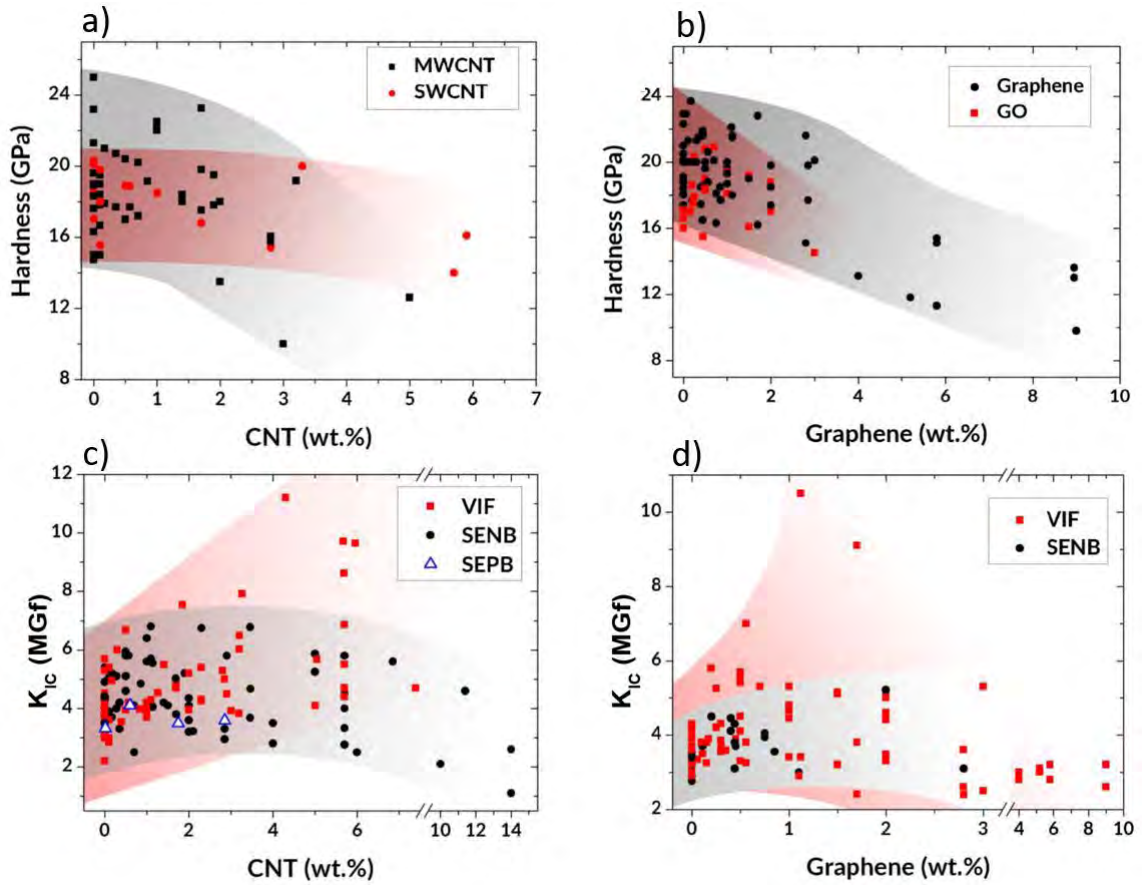 a)
MWCNT
SWCNT
24
20
16
12
8
Hardness (GPa)
0 1 2 3 4 5 6 7
CNT (wt.%)
b)
Graphene
GO
24
20
16
12
8
Hardness (GPa)
0 2 4 6 8 10
Graphene (wt.%)
c)
VIF
SENB
SEPB
12
10
8
6
4
2
K_IC (MGf)
0 2 4 6 10 12 14
CNT (wt.%)
d)
VIF
SENB
10
8
6
4
2
K_IC (MGf)
0 1 2 3 4 6 8 10
Graphene (wt.%)